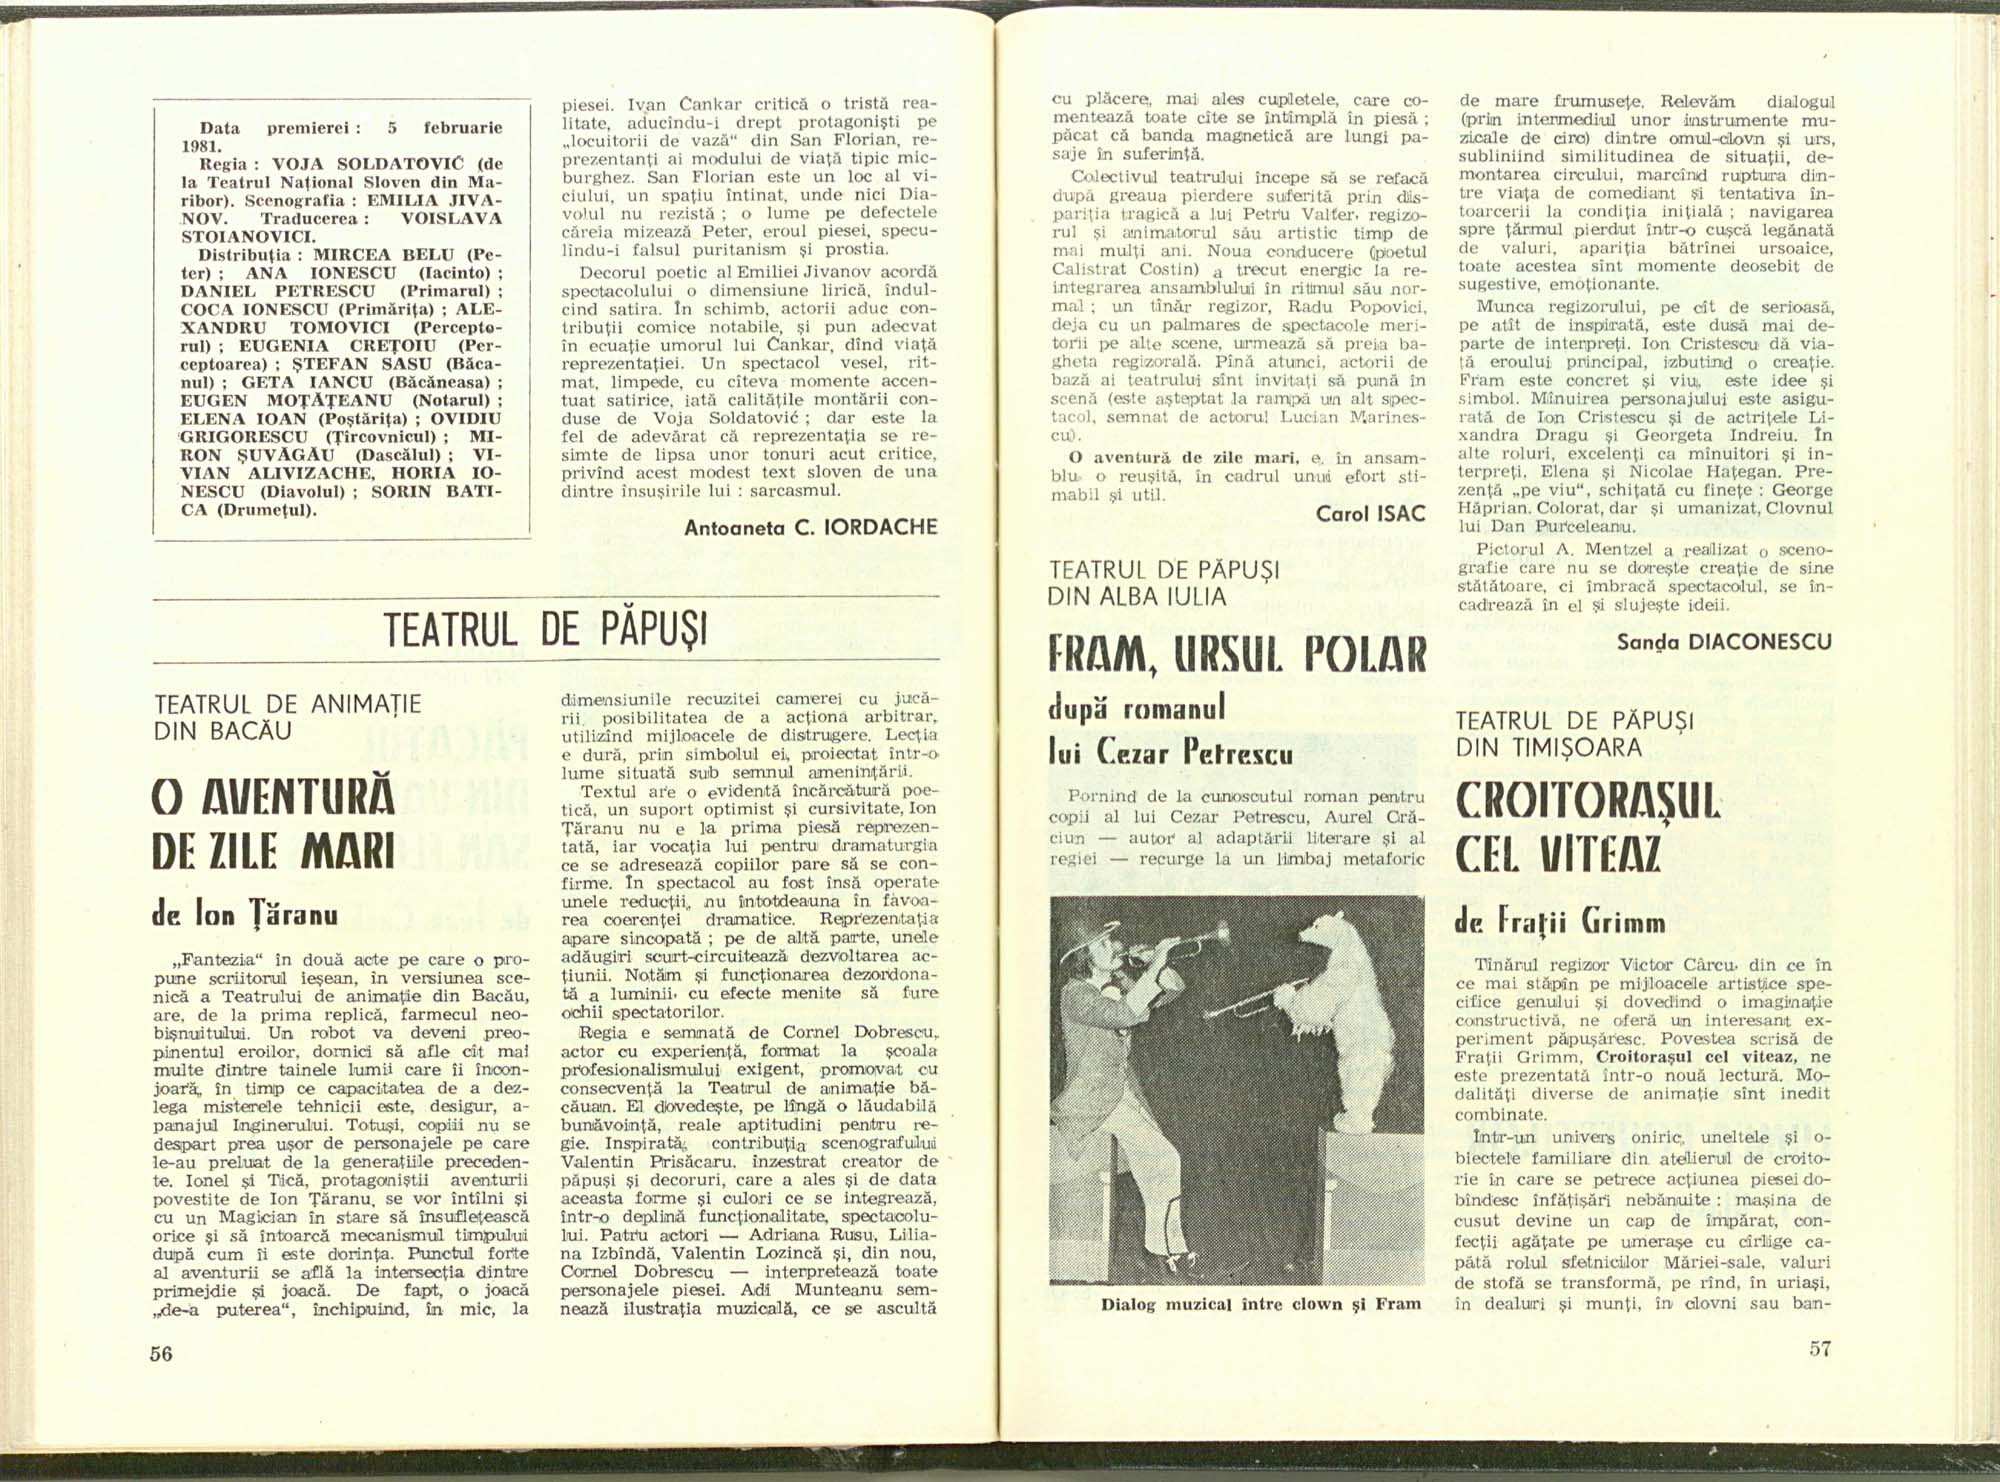 Data premierei : 5 februarie
1981.
Regia : VOJA SOLDATOVIĆ (de
la Teatrul Național Sloven din Ma-
ribor). Scenografia : EMILIA JIVA-
NOV. Traducerea : VOISLAVA
STOIANOVICI.
Distribuția : MIRCEA BELU (Pe-
ter) ; ANA IONESCU (Iacinto) ;
DANIEL PETRESCU (Primarul) ;
COCA IONESCU (Primărița) ; ALE-
XANDRU TOMOVICI (Percepto-
rul) ; EUGENIA CREȚOIU (Per-
ceptoarea) ; ȘTEFAN SASU (Băca-
nul) ; GETA IANCU (Băcăneasa) ;
EUGEN MOȚĂȚEANU (Notarul) ;
ELENA IOAN (Poștărița) ; OVIDIU
GRIGORESCU (Țîrcovnicul) ; MI-
RON ȘUVĂGĂU (Dascălul) ; VI-
VIAN ALIVIZACHE, HORIA IO-
NESCU (Diavolul) ; SORIN BATI-
CA (Drumețul).
piesei. Ivan Čankar critică o tristă rea-
litate, aducîndu-i drept protagoniști pe
„locuitorii de vază“ din San Florian, re-
prezentanți ai modului de viață tipic mic-
burghez. San Florian este un loc al vi-
ciului, un spațiu întinat, unde nici Dia-
volul nu rezistă ; o lume pe defectele
căreia mizează Peter, eroul piesei, specu-
lîndu-i falsul puritanism și prostia.
Decorul poetic al Emiliei Jivanov acordă
spectacolului o dimensiune lirică, îndul-
cind satira. În schimb, actorii aduc con-
tribuții comice notabile, și pun adecvat
în ecuație umorul lui Čankar, dînd viață
reprezentației. Un spectacol vesel, rit-
mat, limpede, cu cîteva momente accen-
tuat satirice, iată calitățile montării con-
duse de Voja Soldatović ; dar este la
fel de adevărat că reprezentația se re-
simte de lipsa unor tonuri acut critice,
privind acest modest text sloven de una
dintre însușirile lui : sarcasmul.
Antoaneta C. IORDACHE
TEATRUL DE PĂPUȘI
TEATRUL DE ANIMAȚIE
DIN BACĂU
O AVENTURĂ
DE ZILE MARI
de Ion Țăranu
„Fantezia“ în două acte pe care o pro-
pune scriitorul ieșean, în versiunea sce-
nică a Teatrului de animație din Bacău,
are, de la prima replică, farmecul neo-
bișnuitului. Un robot va deveni preo-
pinentul eroilor, dornici să afle cît mai
multe dintre tainele lumii care îi încon-
joară, în timp ce capacitatea de a dez-
lega misterele tehnicii este, desigur, a-
panajul Inginerului. Totuși, copiii nu se
despart prea ușor de personajele pe care
le-au preluat de la generațiile preceden-
te. Ionel și Tică, protagoniștii aventurii
povestite de Ion Țăranu, se vor întîlni și
cu un Magician în stare să însuflețească
orice și să întoarcă mecanismul timpului
după cum îi este dorința. Punctul forte
al aventurii se află la intersecția dintre
primejdie și joacă. De fapt, o joacă
„de-a puterea“, închipuind, în mic, la
dimensiunile recuzitei camerei cu jucă-
rii, posibilitatea de a acționa arbitrar,
utilizînd mijloacele de distrugere. Lecția
e dură, prin simbolul ei, proiectat într-o
lume situată sub semnul amenințării.
Textul are o evidentă încărcătură poe-
tică, un suport optimist și cursivitate, Ion
Țăranu nu e la prima piesă reprezen-
tată, iar vocația lui pentru dramaturgia
ce se adresează copiilor pare să se con-
firme. În spectacol au fost însă operate
unele reducții, nu întotdeauna în favoa-
rea coerenței dramatice. Reprezentația
apare sincopată ; pe de altă parte, unele
adăugiri scurt-circuitează dezvoltarea ac-
țiunii. Notăm și funcționarea dezordona-
tă a luminii, cu efecte menite să fure
ochii spectatorilor.
Regia e semnată de Cornel Dobrescu,
actor cu experiență, format la școala
profesionalismului exigent, promovat cu
consecvență la Teatrul de animație bă-
căuan. El dovedește, pe lîngă o lăudabilă
bunăvoință, reale aptitudini pentru re-
gie. Inspirată, contribuția scenografului
Valentin Prisăcaru, înzestrat creator de
păpuși și decoruri, care a ales și de data
aceasta forme și culori ce se integrează,
într-o deplină funcționalitate, spectacolu-
lui. Patru actori — Adriana Rusu, Lilia-
na Izbîndă, Valentin Lozincă și, din nou,
Cornel Dobrescu — interpretează toate
personajele piesei. Adi Munteanu sem-
nează ilustrația muzicală, ce se ascultă
56
cu plăcere, mai ales cupletele, care co-
mentează toate cîte se întîmplă în piesă ;
păcat că banda magnetică are lungi pa-
saje în suferință.
Colectivul teatrului începe să se refacă
după greaua pierdere suferită prin dis-
pariția tragică a lui Petru Valter, regizo-
rul și animatorul său artistic timp de
mai mulți ani. Noua conducere (poetul
Calistrat Costin) a trecut energic la re-
integrarea ansamblului în ritmul său nor-
mal ; un tînăr regizor, Radu Popovici,
deja cu un palmares de spectacole meri-
torii pe alte scene, urmează să preia ba-
gheta regizorală. Pînă atunci, actorii de
bază ai teatrului sînt invitați să pună în
scenă (este așteptat la rampă un alt spec-
tacol, semnat de actorul Lucian Marines-
cu).
O aventură de zile mari, e, în ansam-
blu, o reușită, în cadrul unui efort sti-
mabil și util.
Carol ISAC
TEATRUL DE PĂPUȘI
DIN ALBA IULIA
FRAM, URSUL POLAR
după romanul
lui Cezar Petrescu
Pornind de la cunoscutul roman pentru
copii al lui Cezar Petrescu, Aurel Cră-
ciun — autor al adaptării literare și al
regiei — recurge la un limbaj metaforic
Dialog muzical între clown și Fram
de mare frumusețe. Relevăm dialogul
(prin intermediul unor instrumente mu-
zicale de circ) dintre omul-clovn și urs,
subliniind similitudinea de situații, de-
montarea circului, marcînd ruptura din-
tre viața de comediant și tentativa în-
toarcerii la condiția inițială ; navigarea
spre țărmul pierdut într-o cușcă legănată
de valuri, apariția bătrînei ursoaice,
toate acestea sînt momente deosebit de
sugestive, emoționante.
Munca regizorului, pe cît de serioasă,
pe atît de inspirată, este dusă mai de-
parte de interpreți. Ion Cristescu dă via-
ță eroului principal, izbutind o creație.
Fram este concret și viu, este idee și
simbol. Mînuirea personajului este asigu-
rată de Ion Cristescu și de actrițele Li-
xandra Dragu și Georgeta Indreiu. În
alte roluri, excelenți ca mînuitori și in-
terpreți, Elena și Nicolae Hațegan. Pre-
zență „pe viu“, schițată cu finețe : George
Hăprian. Colorat, dar și umanizat, Clovnul
lui Dan Purceleanu.
Pictorul A. Mentzel a realizat o sceno-
grafie care nu se dorește creație de sine
stătătoare, ci îmbracă spectacolul, se în-
cadrează în el și slujește ideii.
Sanda DIACONESCU
TEATRUL DE PĂPUȘI
DIN TIMIȘOARA
CROITORAȘUL
CEL VITEAZ
de Frații Grimm
Tînărul regizor Victor Cârcu, din ce în
ce mai stăpîn pe mijloacele artistice spe-
cifice genului și dovedind o imaginație
constructivă, ne oferă un interesant ex-
periment păpușăresc. Povestea scrisă de
Frații Grimm, Croitorașul cel viteaz, ne
este prezentată într-o nouă lectură. Mo-
dalități diverse de animație sînt inedit
combinate.
Într-un univers oniric, uneltele și o-
biectele familiare din atelierul de croito-
rie în care se petrece acțiunea piesei do-
bîndesc înfățișări nebănuite : mașina de
cusut devine un cap de împărat, con-
fecții agățate pe umerașe cu cîrlige ca-
pătă rolul sfetnicilor Măriei-sale, valuri
de stofă se transformă, pe rînd, în uriași,
în dealuri și munți, în clovni sau ban-
57